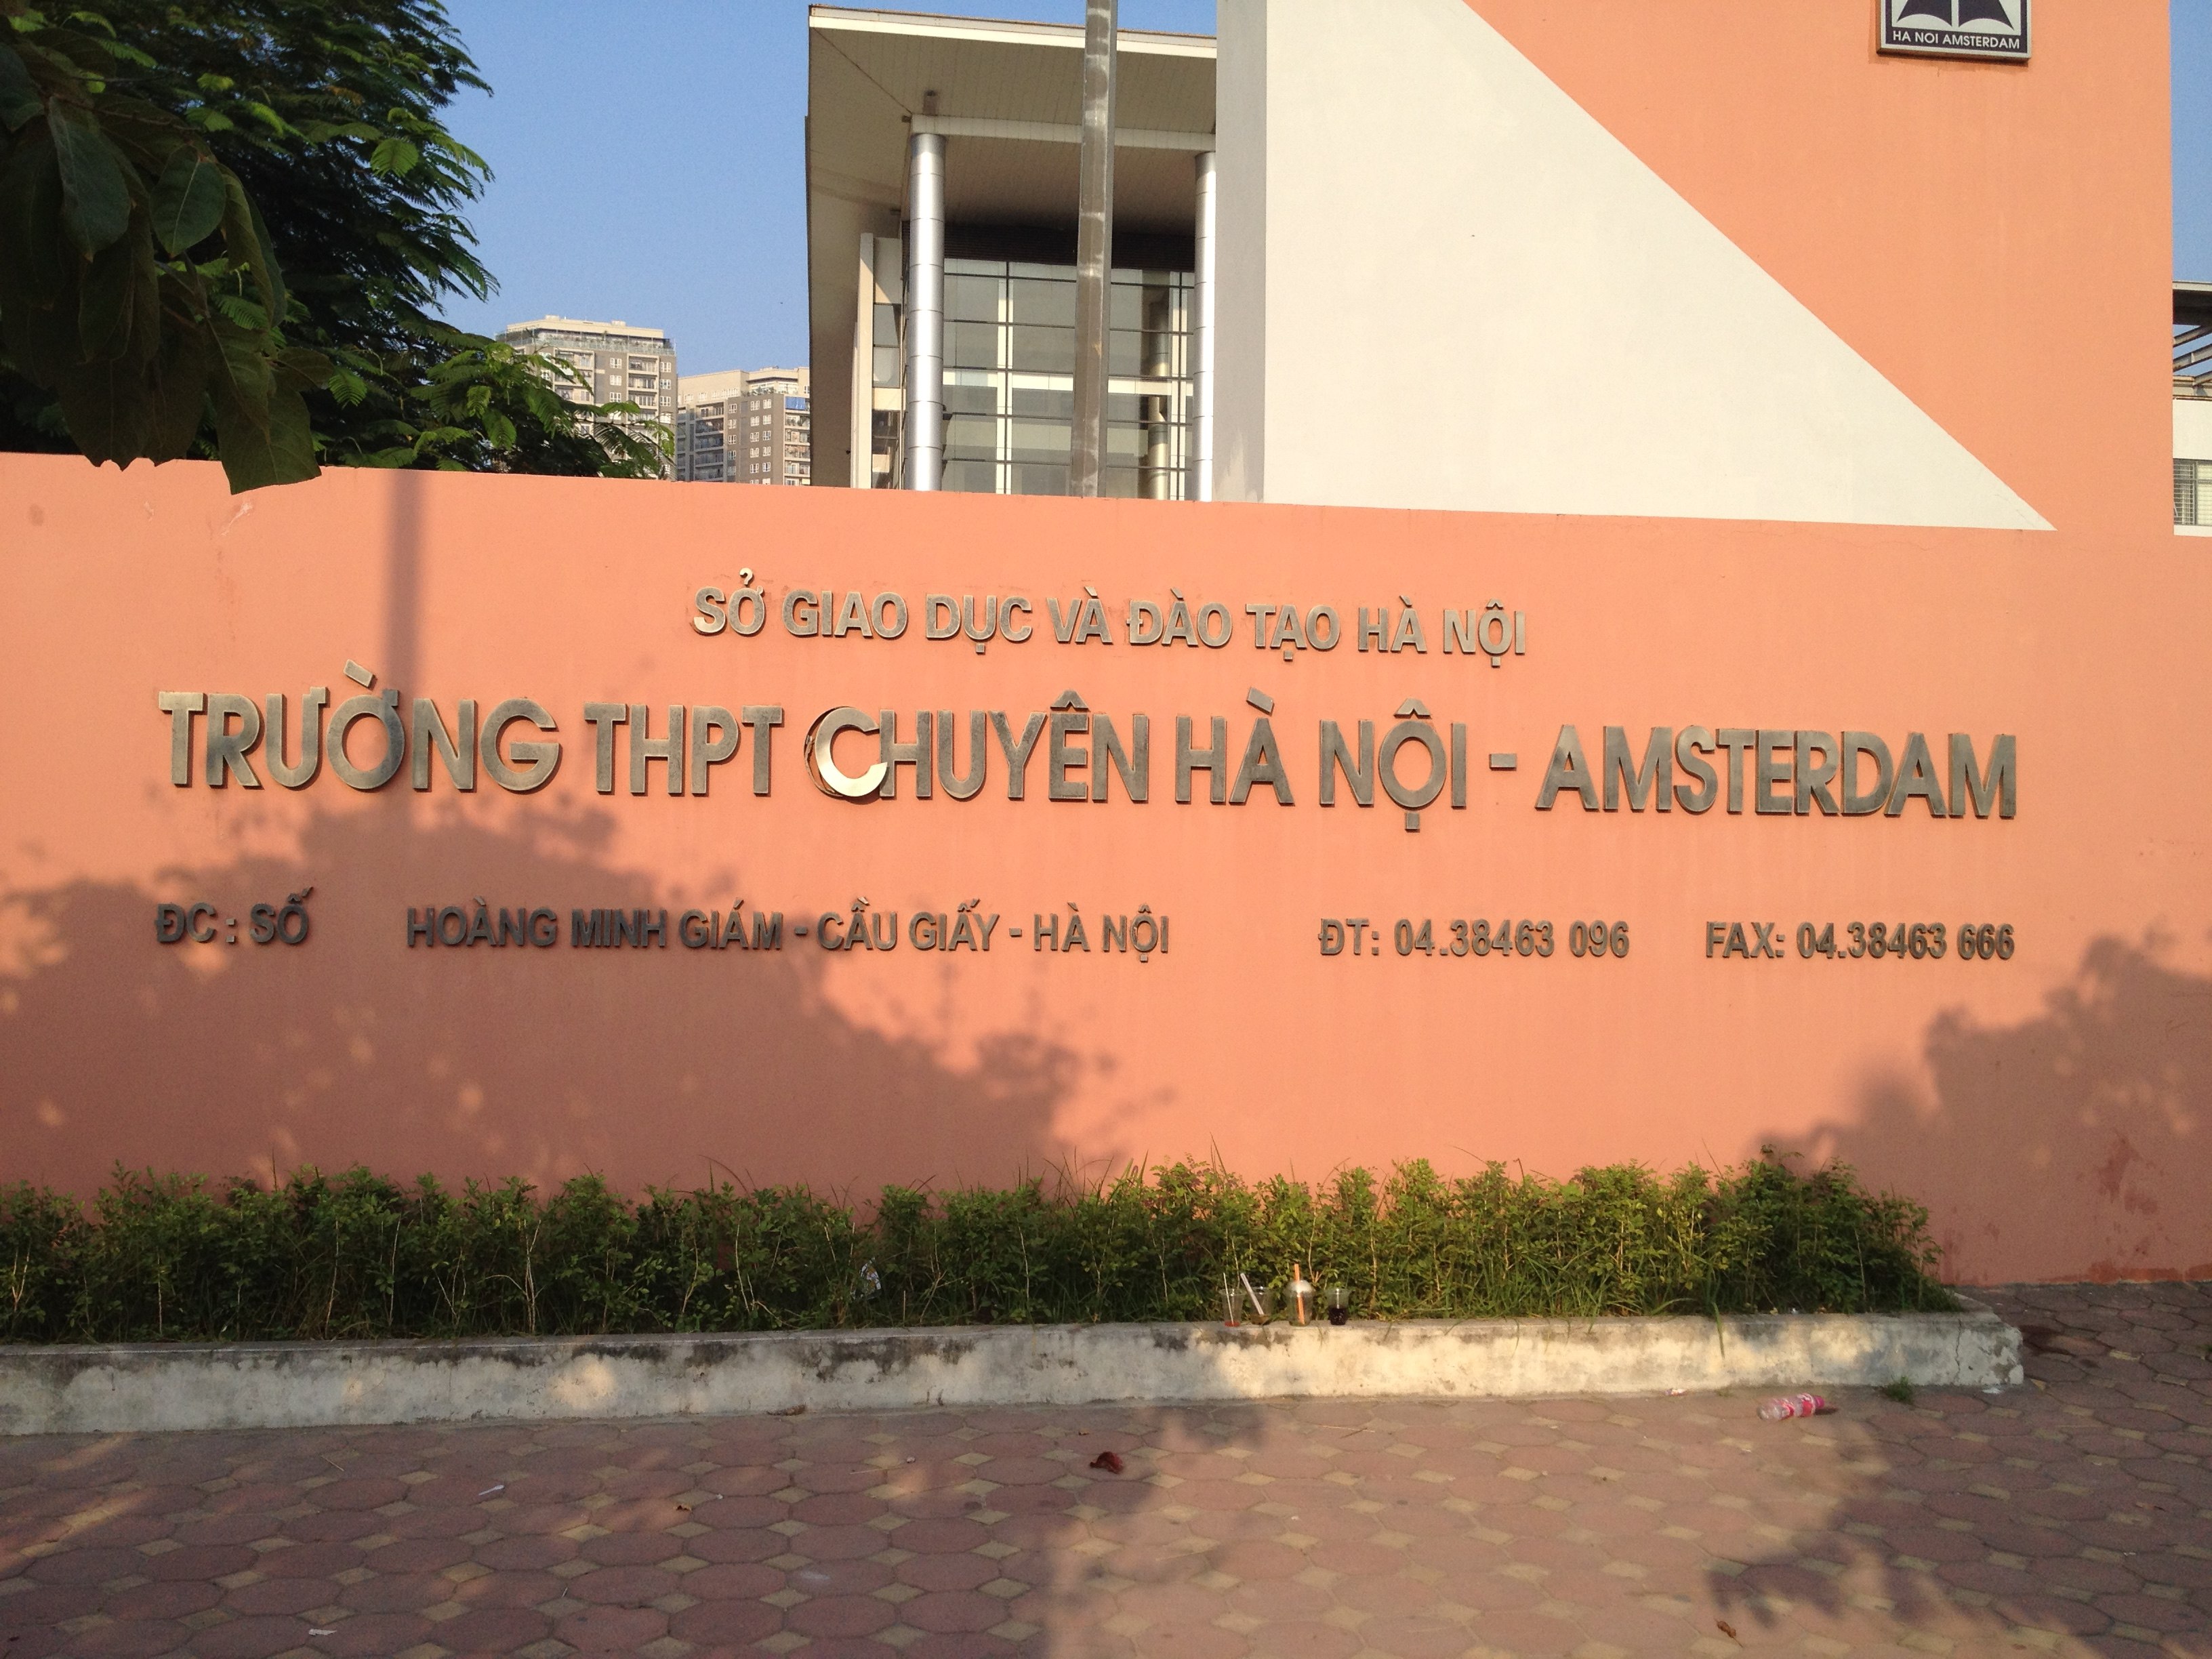 HA NOI AMSTERDAM
SỞ GIAO DỤC VÀ ĐÀO TẠO HÀ NỘI
TRƯỜNG THPT CHUYÊN HÀ NỘI - AMSTERDAM
ĐC : SỐ HOÀNG MINH GIÁM - CẦU GIẤY - HÀ NỘI ĐT: 04.38463 096 FAX: 04.38463 666